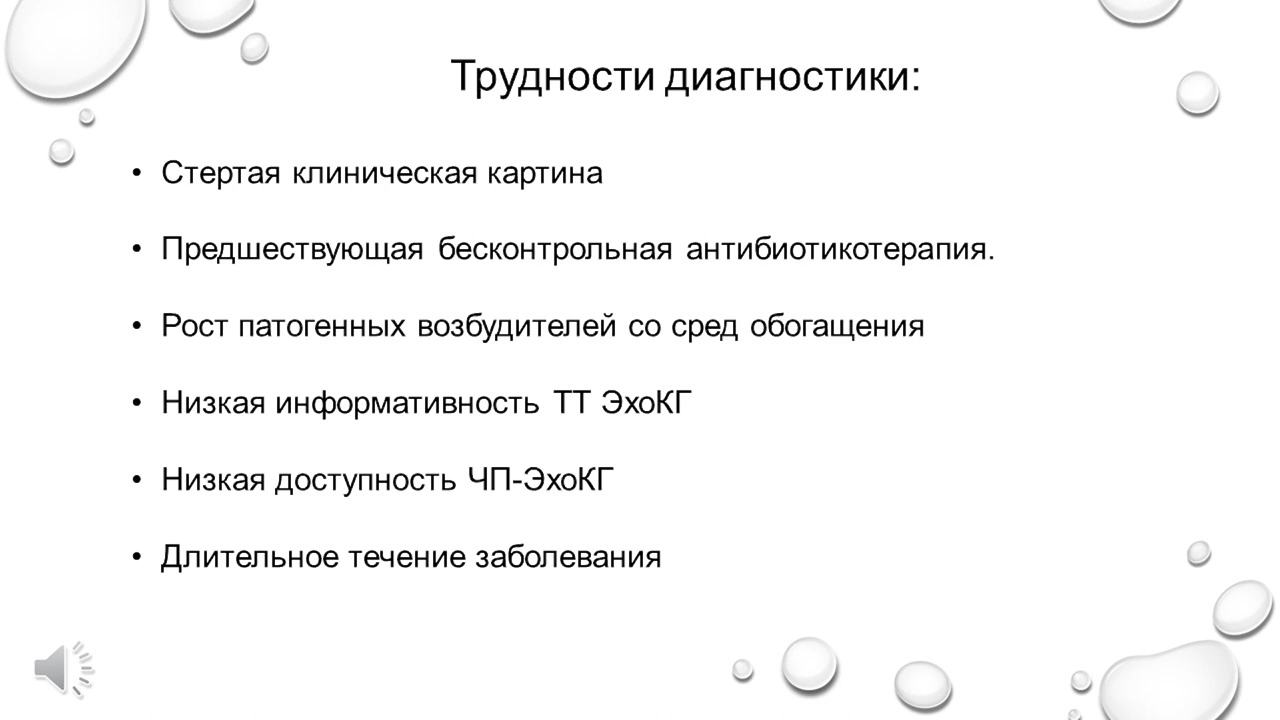 Трудности диагностики:
• Стертая клиническая картина
• Предшествующая бесконтрольная антибиотикотерапия.
• Рост патогенных возбудителей со сред обогащения
• Низкая информативность ТТ ЭхоКГ
• Низкая доступность ЧП-ЭхоКГ
• Длительное течение заболевания